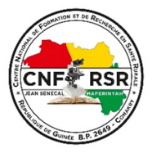 CENTRE NATIONAL DE FORMATION ET DE RECHERCHE EN SANTÉ RURALE
CNF RSR
JEAN SÉNÉCAL MAFERINYAH
RÉPUBLIQUE DE GUINÉE B.P. 2649 - CONAKRY